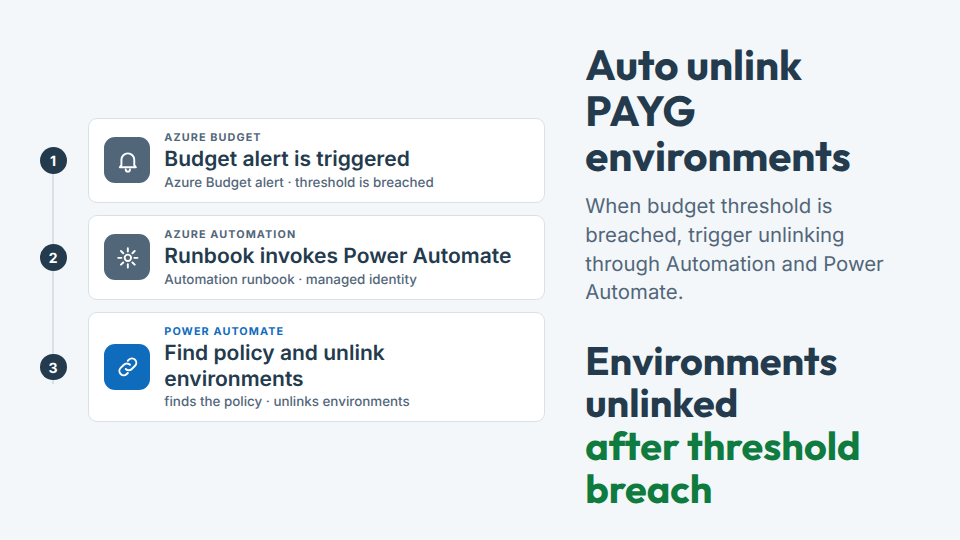 1
AZURE BUDGET
Budget alert is triggered
Azure Budget alert · threshold is breached
2
AZURE AUTOMATION
Runbook invokes Power Automate
Automation runbook · managed identity
3
POWER AUTOMATE
Find policy and unlink
environments
finds the policy · unlinks environments
Auto unlink
PAYG
environments
When budget threshold is
breached, trigger unlinking
through Automation and Power
Automate.
Environments
unlinked
after threshold
breach